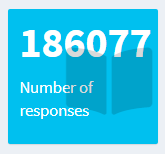 186077
Number of
responses